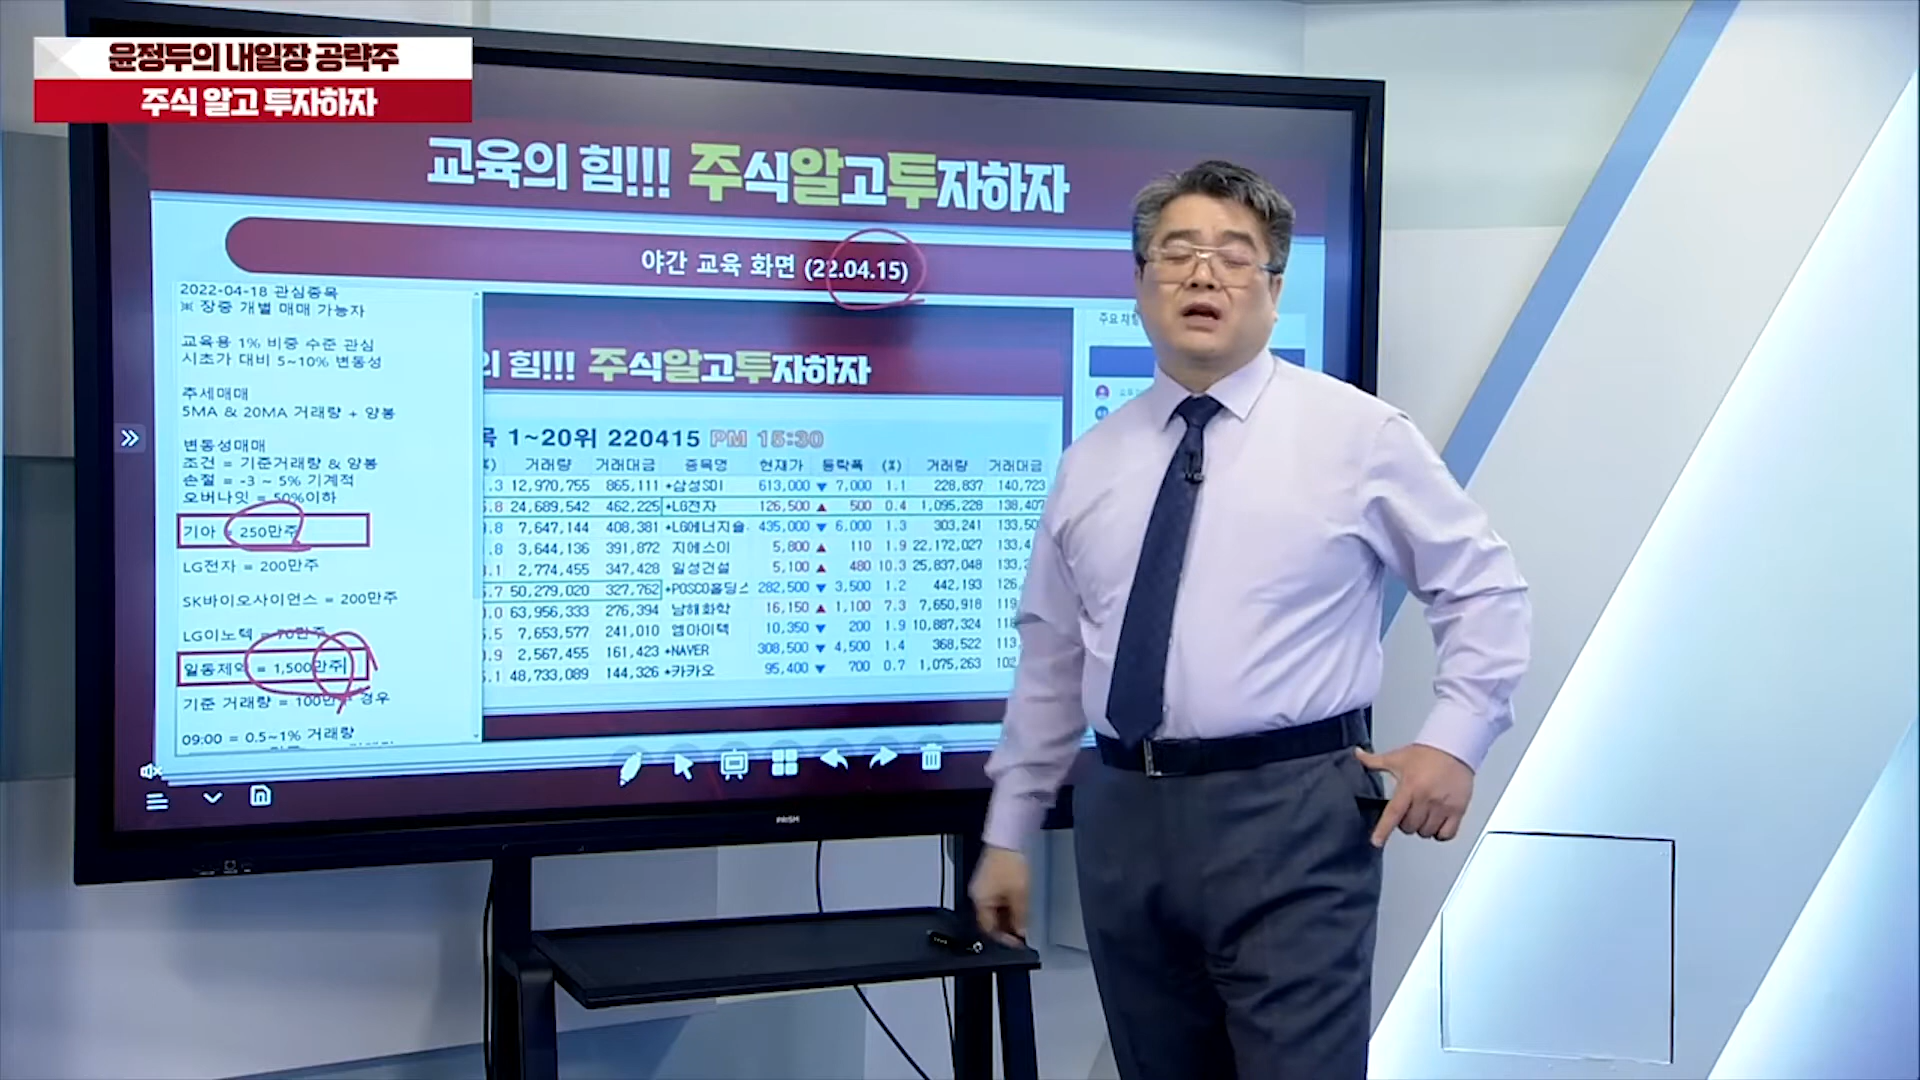 윤정두의 내일장 공략주
주식 알고 투자하자
교육의 힘!!! 주식알고투자하자
야간 교육 화면 (22.04.15)
2022-04-18 관심종목
※ 장중 개별 매매 가능자
교육용 1% 비중 수준 관심
시초가 대비 5~10% 변동성
추세매매
5MA & 20MA 거래량 + 양봉
변동성매매
조건 = 기준거래량 & 양봉
손절 = -3 ~ 5% 기계적
오버나잇 = 50%이하
기아 = 250만주
LG전자 = 200만주
SK바이오사이언스 = 200만주
LG이노텍 = 70만주
일동제약 = 1,500만주
기준 거래량 = 100만주 경우
09:00 = 0.5~1% 거래량
힘!!! 주식알고투자하자
1~20위 220415 PM 15:30
거래량 거래대금 종목명 현재가 등락폭 (%) 거래량 거래대금
.3 12,970,755 865,111 +삼성SDI 613,000 ▼ 7,000 1.1 228,837 140,723
.8 24,689,542 462,225 +LG전자 126,500 ▲ 500 0.4 1,095,228 138,407
.8 7,647,144 408,381 +LG에너지솔 435,000 ▼ 6,000 1.3 303,241
.8 3,644,136 391,872 지에스이 5,800 ▲ 110 1.9 22,172,027
.1 2,774,455 347,428 일성건설 5,100 ▲ 480 10.3 25,837,048
.7 50,279,020 327,762 +POSCO홀딩스 282,500 ▼ 3,500 1.2 442,193
.0 63,956,333 276,394 남해화학 16,150 ▲ 1,100 7.3 7,650,918
.5 7,653,577 241,010 엠아이텍 10,350 ▼ 200 1.9 10,887,324
.9 2,567,455 161,423 +NAVER 308,500 ▼ 4,500 1.4 368,522
.1 48,733,089 144,326 +카카오 95,400 ▼ 700 0.7 1,075,263
PRISM